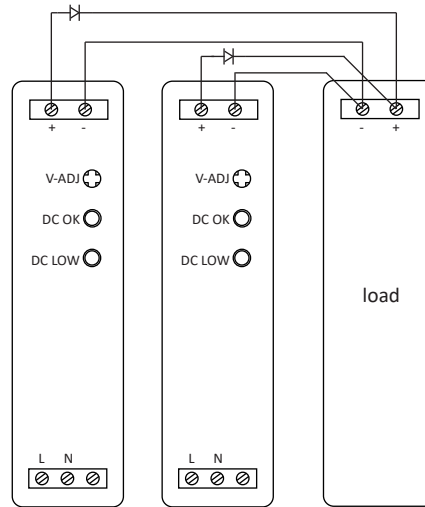 + -
+ -
- +
V-ADJ
DC OK
DC LOW
V-ADJ
DC OK
DC LOW
load
L N
L N